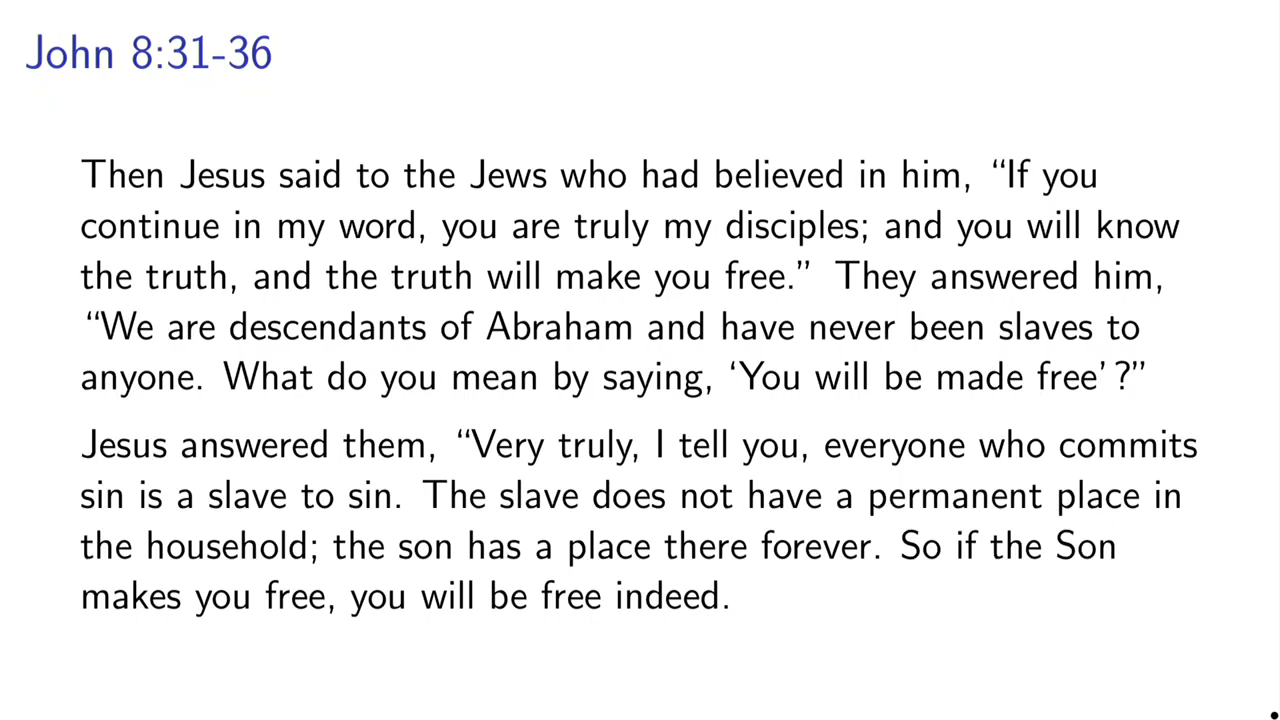 John 8:31-36
Then Jesus said to the Jews who had believed in him, “If you
continue in my word, you are truly my disciples; and you will know
the truth, and the truth will make you free.” They answered him,
“We are descendants of Abraham and have never been slaves to
anyone. What do you mean by saying, ‘You will be made free’?”
Jesus answered them, “Very truly, I tell you, everyone who commits
sin is a slave to sin. The slave does not have a permanent place in
the household; the son has a place there forever. So if the Son
makes you free, you will be free indeed.